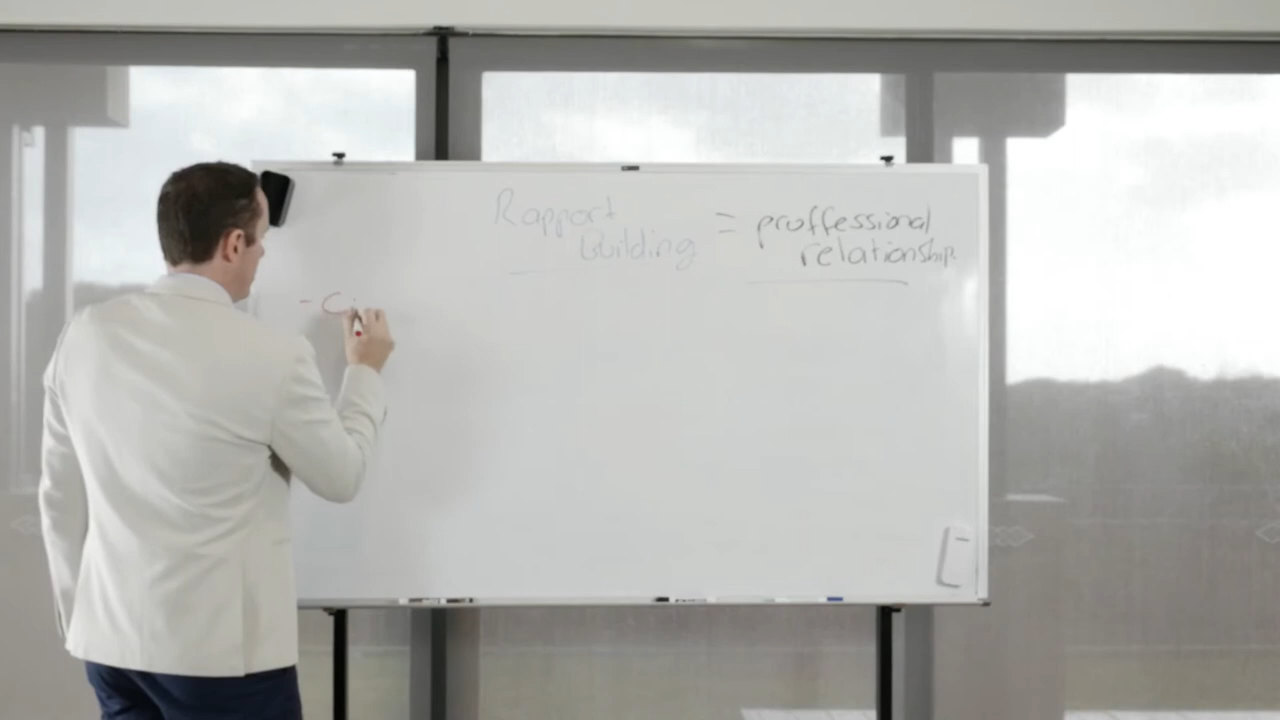 Rapport
Building
= proffessional
relationship
- C